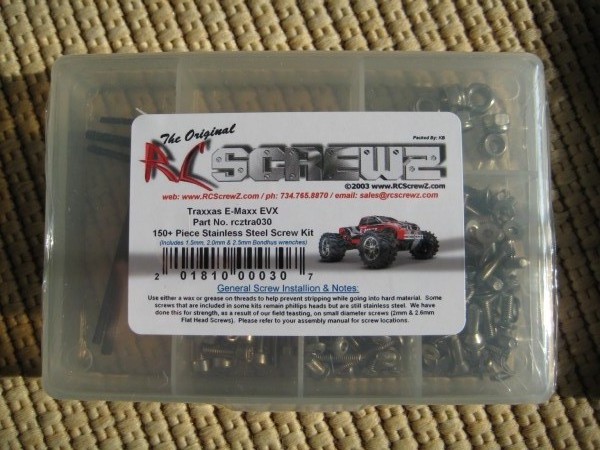 The Original
RC SCREWZ
Packed By: KB
©2003 www.RCScrewZ.com
web: www.RCScrewZ.com / ph: 734.765.8870 / email: sales@rcscrewz.com
Traxxas E-Maxx EVX
Part No. rcztra030
150+ Piece Stainless Steel Screw Kit
(Includes 1.5mm, 2.0mm & 2.5mm Bondhus wrenches)
2 01810 00030 7
General Screw Installion & Notes:
Use either a wax or grease on threads to help prevent stripping while going into hard material. Some
screws that are included in some kits remain phillips heads but are still stainless steel. We have
done this for strength, as a result of our field teasting, on small diameter screws (2mm & 2.6mm
Flat Head Screws). Please refer to your assembly manual for screw locations.